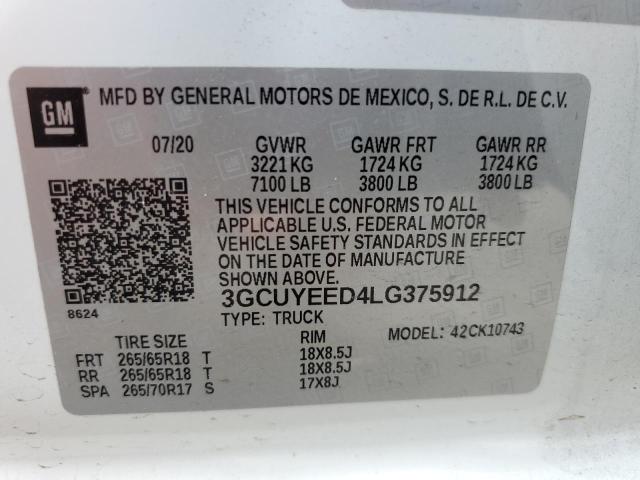 GM MFD BY GENERAL MOTORS DE MEXICO, S. DE R.L. DE C.V.
07/20 GVWR GAWR FRT GAWR RR
3221 KG 1724 KG 1724 KG
7100 LB 3800 LB 3800 LB
THIS VEHICLE CONFORMS TO ALL
APPLICABLE U.S. FEDERAL MOTOR
VEHICLE SAFETY STANDARDS IN EFFECT
ON THE DATE OF MANUFACTURE
SHOWN ABOVE.
3GCUYEED4LG375912
8624
TYPE: TRUCK
MODEL: 42CK10743
TIRE SIZE RIM
FRT 265/65R18 T 18X8.5J
RR 265/65R18 T 18X8.5J
SPA 265/70R17 S 17X8J